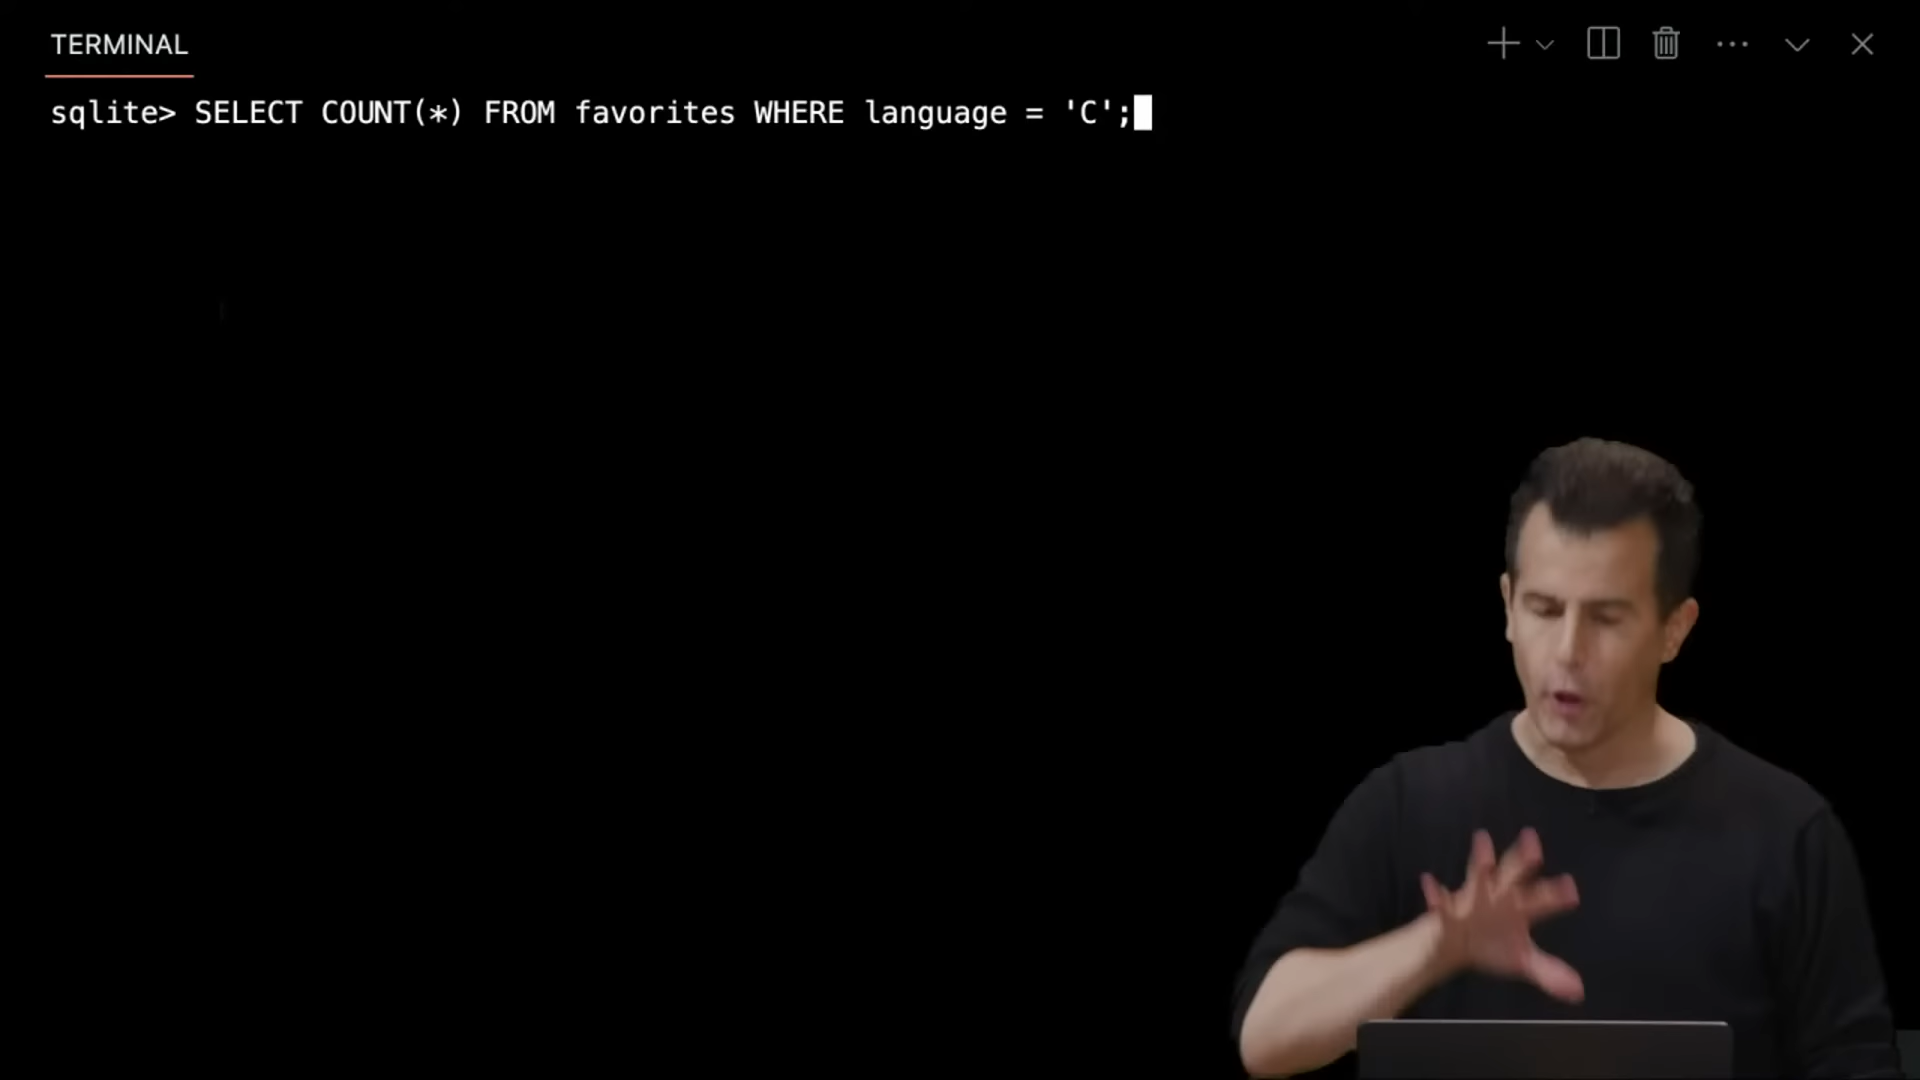 TERMINAL
sqlite> SELECT COUNT(*) FROM favorites WHERE language = 'C';